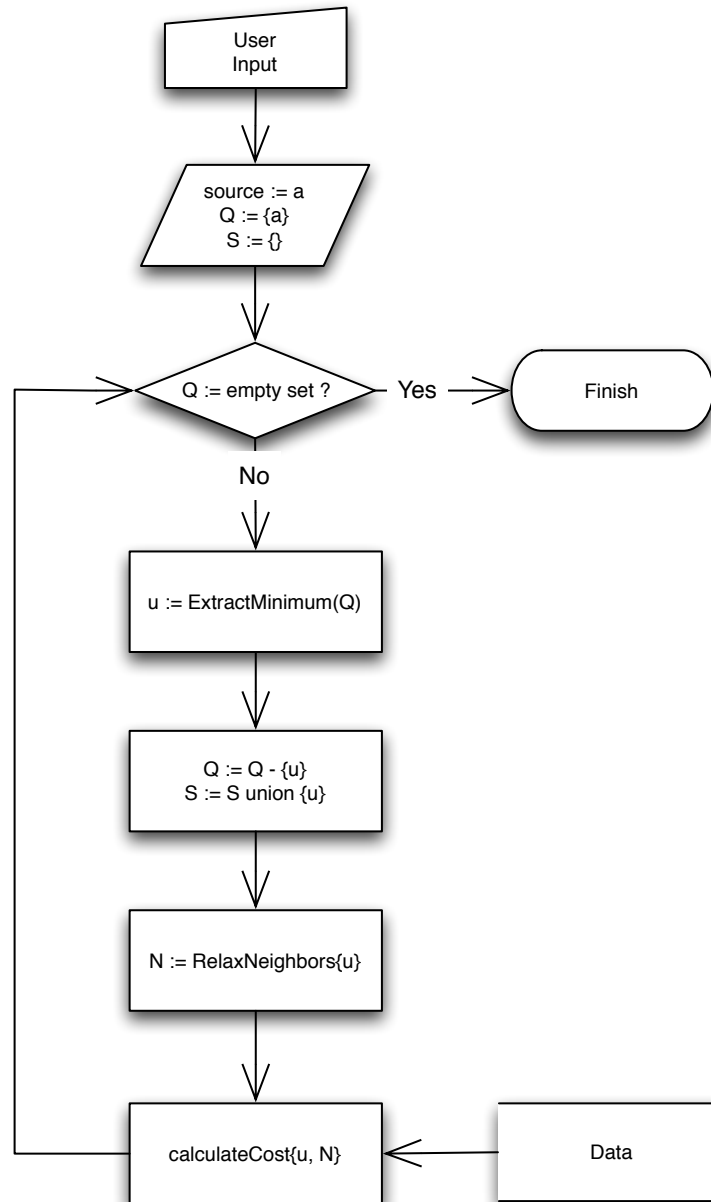 User
Input
source := a
Q := {a}
S := {}
Q := empty set ?
Yes
Finish
No
u := ExtractMinimum(Q)
Q := Q - {u}
S := S union {u}
N := RelaxNeighbors{u}
calculateCost{u, N}
Data